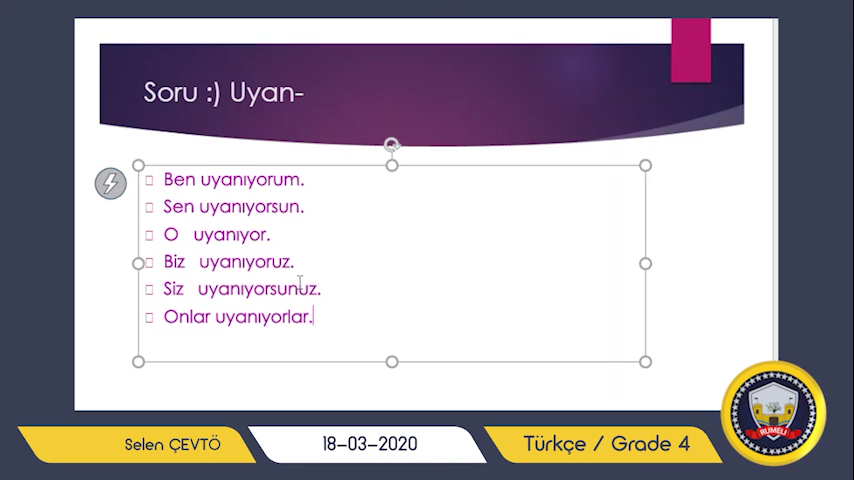 Soru :) Uyan-
Ben uyanıyorum.
Sen uyanıyorsun.
O uyanıyor.
Biz uyanıyoruz.
Siz uyanıyorsunuz.
Onlar uyanıyorlar.
RUMELİ
Selen ÇEVTÖ
18-03-2020
Türkçe / Grade 4